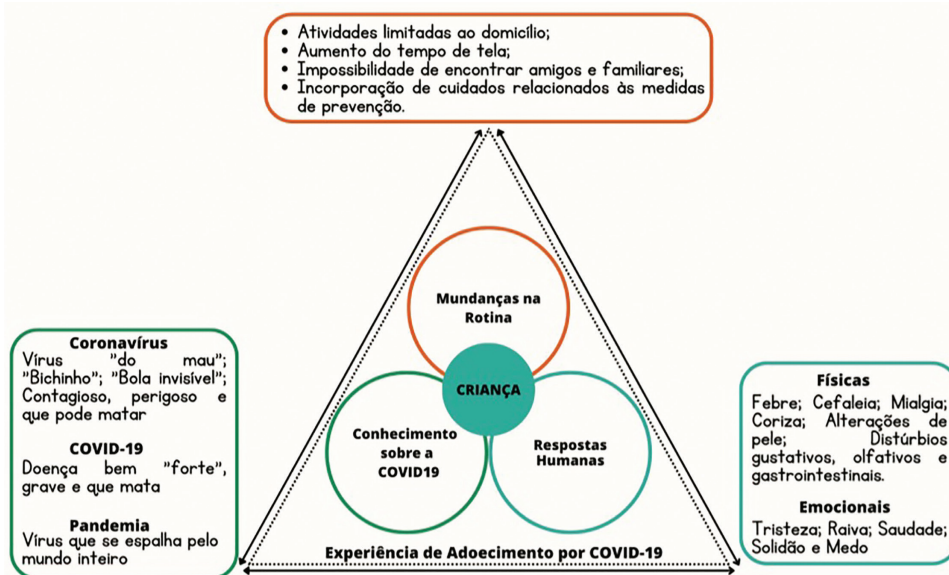 • Atividades limitadas ao domicílio;
• Aumento do tempo de tela;
• Impossibilidade de encontrar amigos e familiares;
• Incorporação de cuidados relacionados às medidas
de prevenção.
Mundanças na
Rotina
CRIANÇA
Conhecimento
sobre a
COVID19
Respostas
Humanas
Experiência de Adoecimento por COVID-19
Coronavírus
Vírus "do mau";
"Bichinho"; "Bola invisível";
Contagioso, perigoso e
que pode matar
COVID-19
Doença bem "forte",
grave e que mata
Pandemia
Vírus que se espalha pelo
mundo inteiro
Físicas
Febre; Cefaleia; Mialgia;
Coriza; Alterações de
pele; Distúrbios
gustativos, olfativos e
gastrointestinais.
Emocionais
Tristeza; Raiva; Saudade;
Solidão e Medo